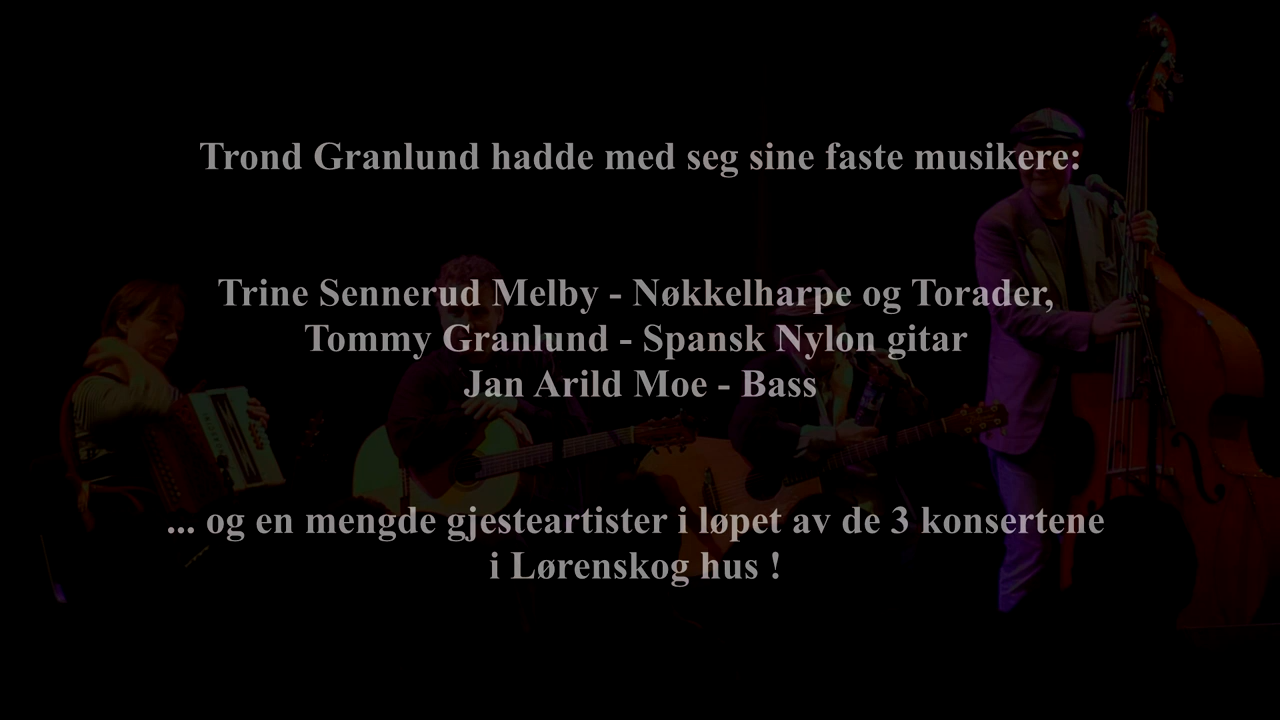 Trond Granlund hadde med seg sine faste musikere:
Trine Sennerud Melby - Nøkkelharpe og Torader,
Tommy Granlund - Spansk Nylon gitar
Jan Arild Moe - Bass
... og en mengde gjesteartister i løpet av de 3 konsertene
i Lørenskog hus !